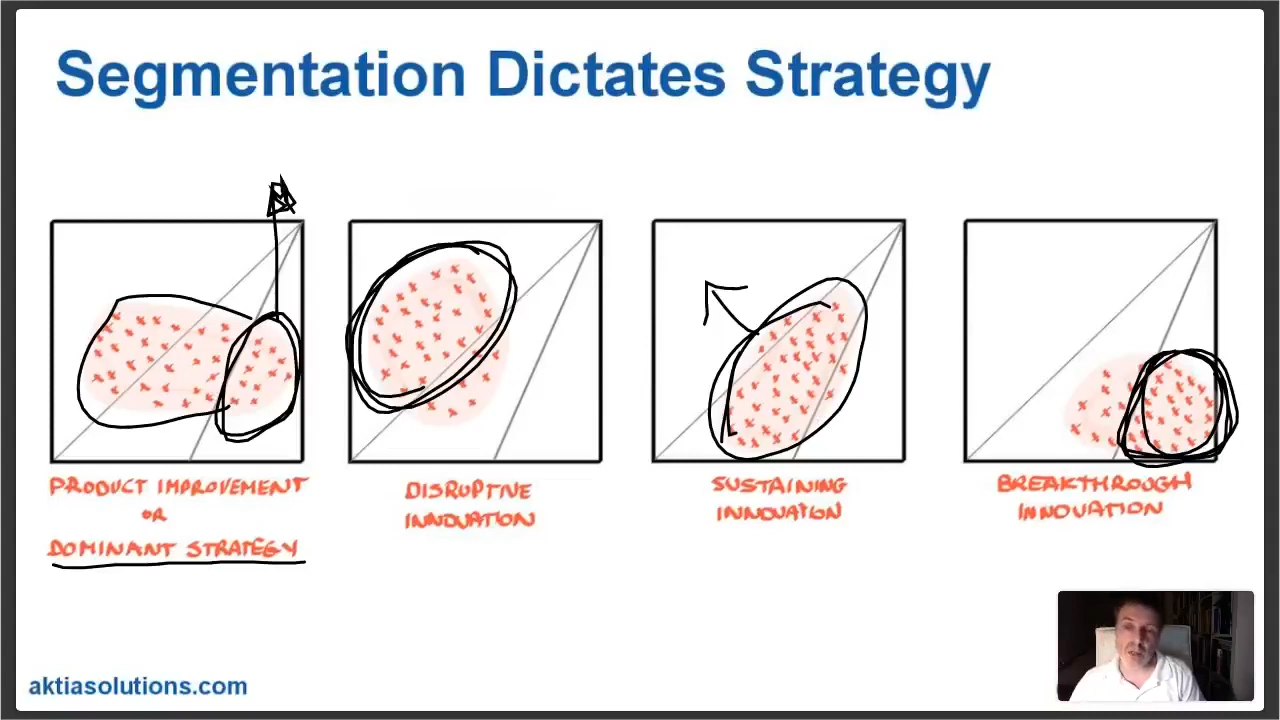 Segmentation Dictates Strategy
PRODUCT IMPROVEMENT
OR
DOMINANT STRATEGY
DISRUPTIVE
INNOVATION
SUSTAINING
INNOVATION
BREAKTHROUGH
INNOVATION
aktiasolutions.com